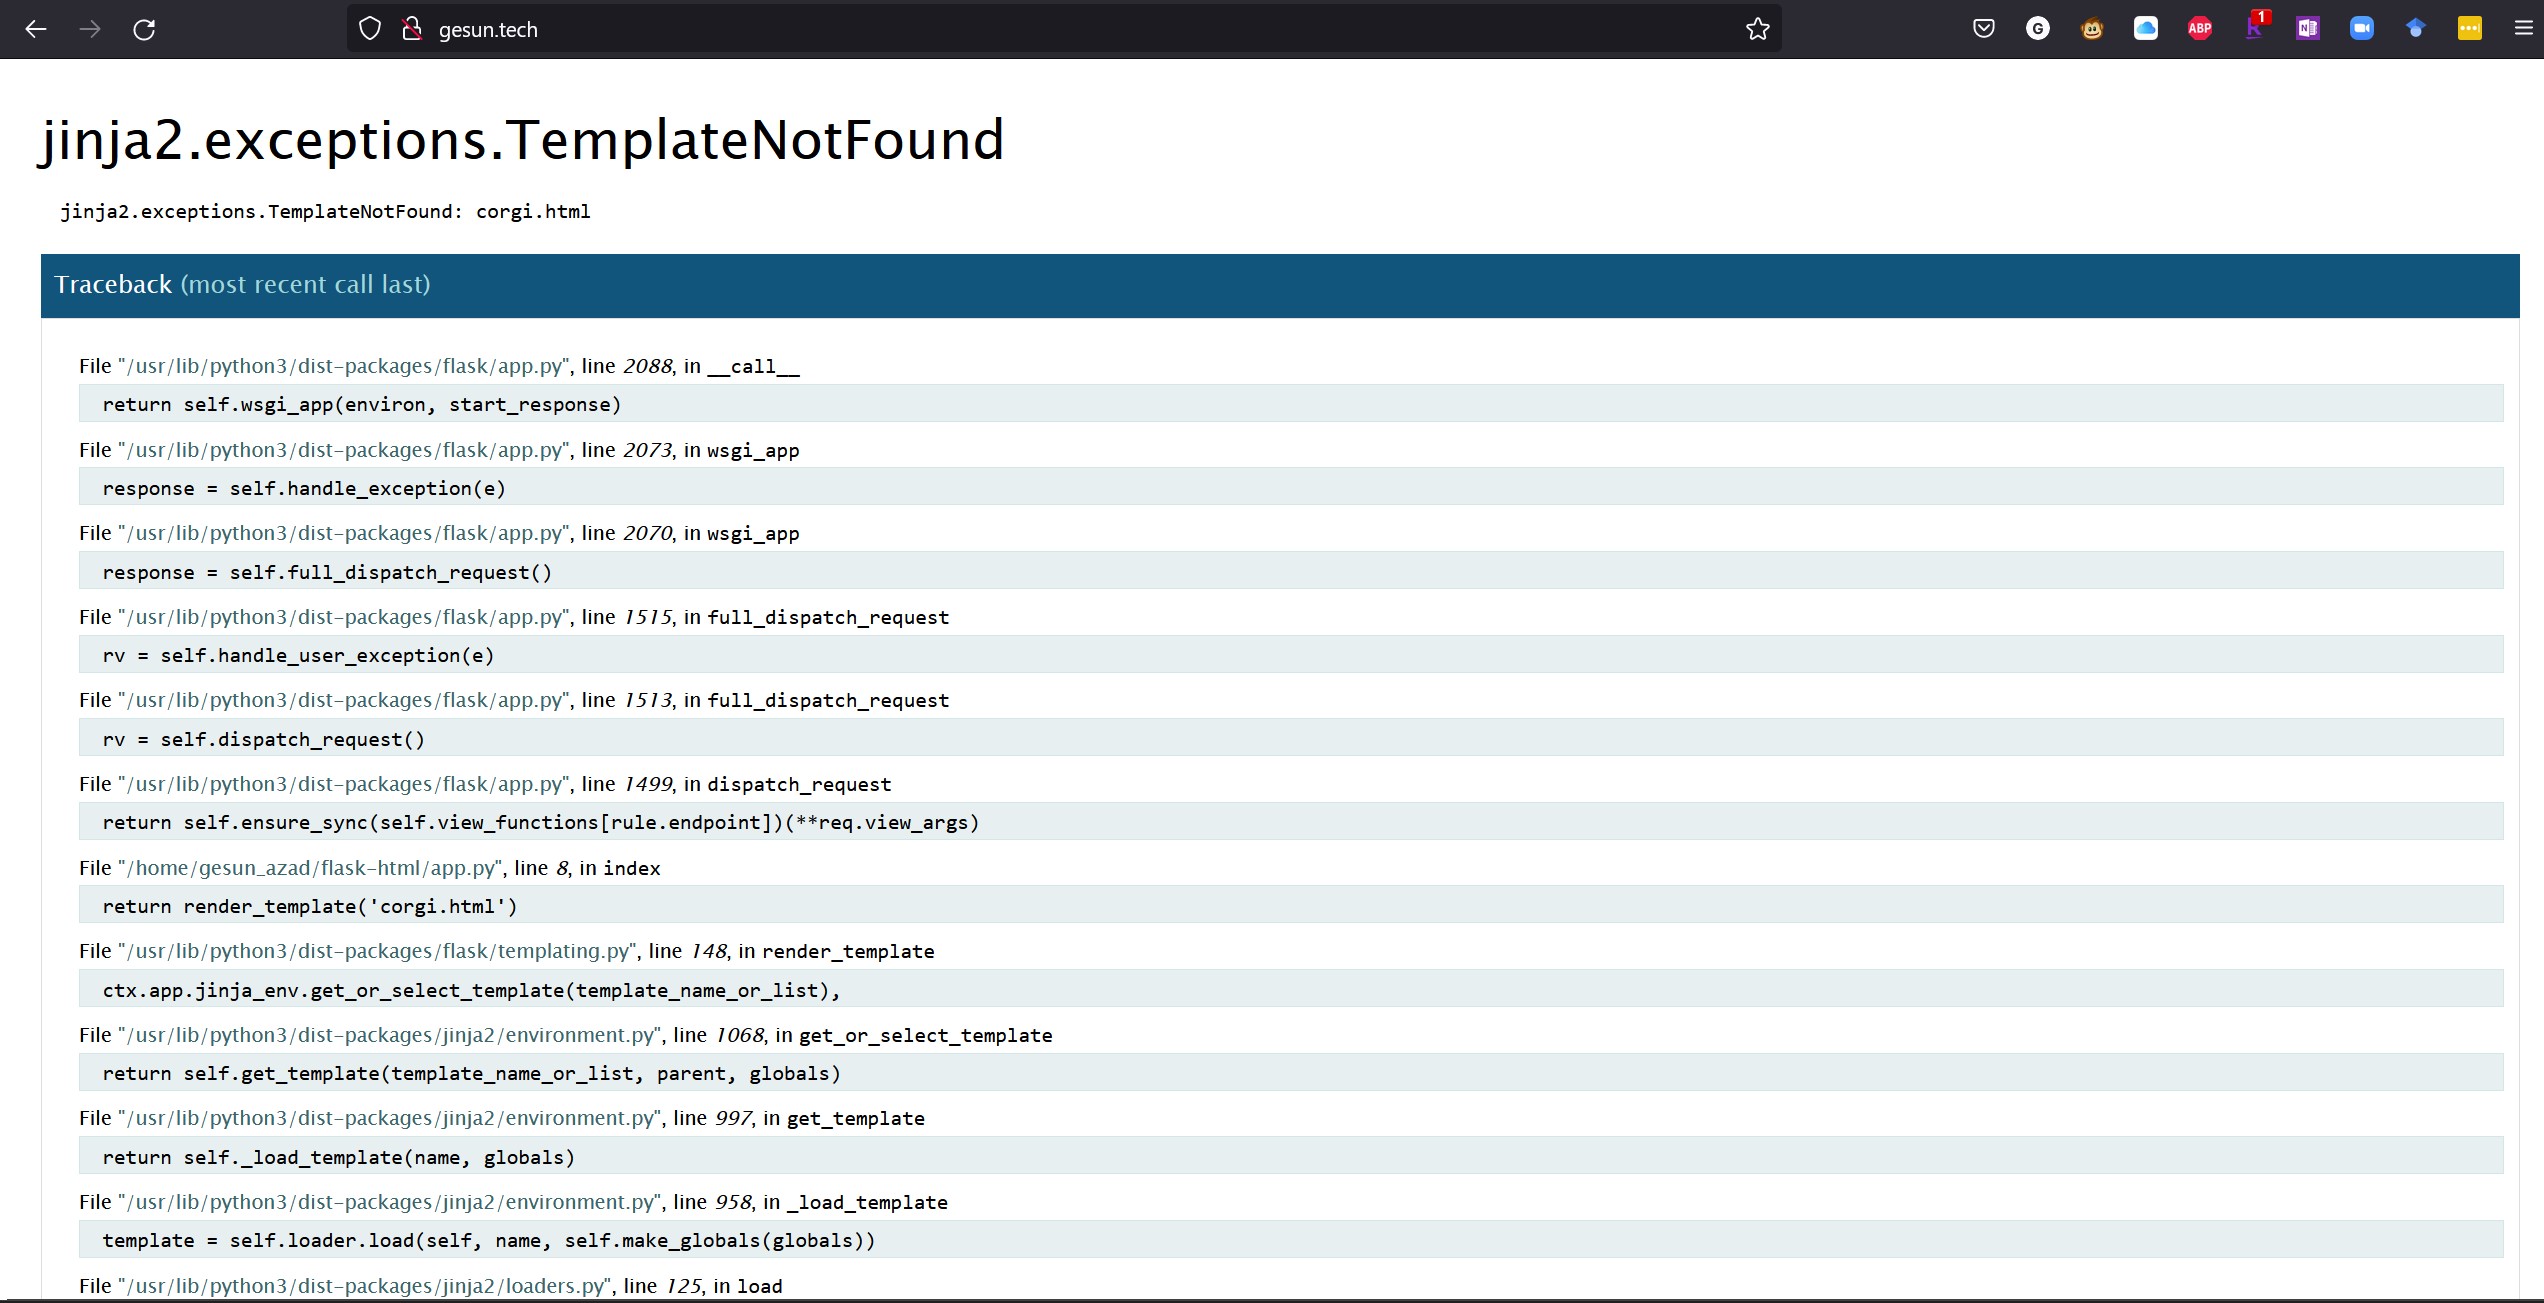 gesun.tech
G
ABP
1
R
N
jinja2.exceptions.TemplateNotFound
jinja2.exceptions.TemplateNotFound: corgi.html
Traceback (most recent call last)
File "/usr/lib/python3/dist-packages/flask/app.py", line 2088, in __call__
return self.wsgi_app(environ, start_response)
File "/usr/lib/python3/dist-packages/flask/app.py", line 2073, in wsgi_app
response = self.handle_exception(e)
File "/usr/lib/python3/dist-packages/flask/app.py", line 2070, in wsgi_app
response = self.full_dispatch_request()
File "/usr/lib/python3/dist-packages/flask/app.py", line 1515, in full_dispatch_request
rv = self.handle_user_exception(e)
File "/usr/lib/python3/dist-packages/flask/app.py", line 1513, in full_dispatch_request
rv = self.dispatch_request()
File "/usr/lib/python3/dist-packages/flask/app.py", line 1499, in dispatch_request
return self.ensure_sync(self.view_functions[rule.endpoint])(**req.view_args)
File "/home/gesun_azad/flask-html/app.py", line 8, in index
return render_template('corgi.html')
File "/usr/lib/python3/dist-packages/flask/templating.py", line 148, in render_template
ctx.app.jinja_env.get_or_select_template(template_name_or_list),
File "/usr/lib/python3/dist-packages/jinja2/environment.py", line 1068, in get_or_select_template
return self.get_template(template_name_or_list, parent, globals)
File "/usr/lib/python3/dist-packages/jinja2/environment.py", line 997, in get_template
return self._load_template(name, globals)
File "/usr/lib/python3/dist-packages/jinja2/environment.py", line 958, in _load_template
template = self.loader.load(self, name, self.make_globals(globals))
File "/usr/lib/python3/dist-packages/jinja2/loaders.py", line 125, in load